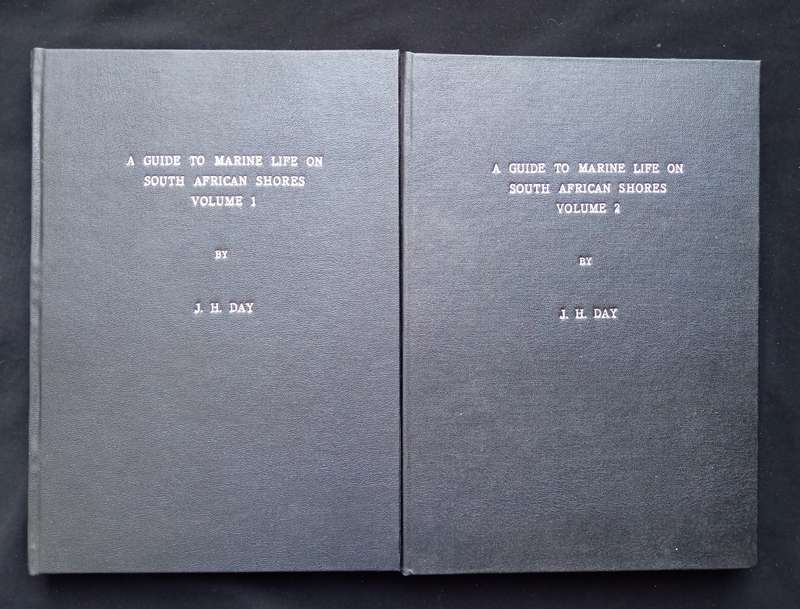 A GUIDE TO MARINE LIFE ON
SOUTH AFRICAN SHORES
VOLUME 1
BY
J. H. DAY
A GUIDE TO MARINE LIFE ON
SOUTH AFRICAN SHORES
VOLUME 2
BY
J. H. DAY